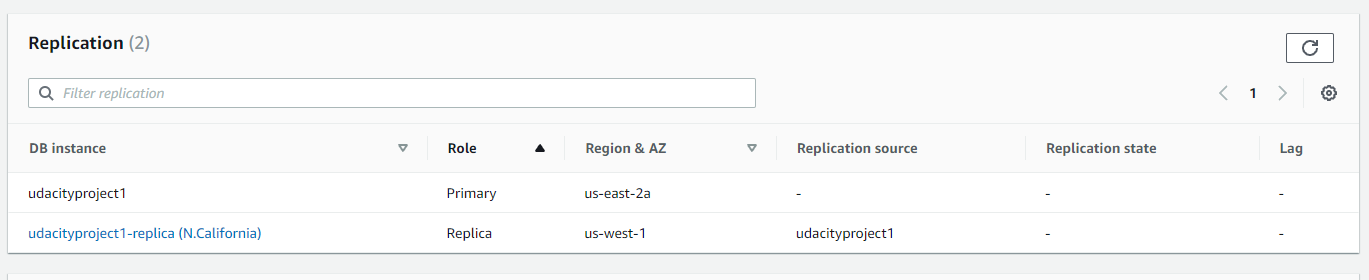 Replication (2)
Filter replication
1
DB instance Role Region & AZ Replication source Replication state Lag
udacityproject1 Primary us-east-2a - - -
udacityproject1-replica (N.California) Replica us-west-1 udacityproject1 - -